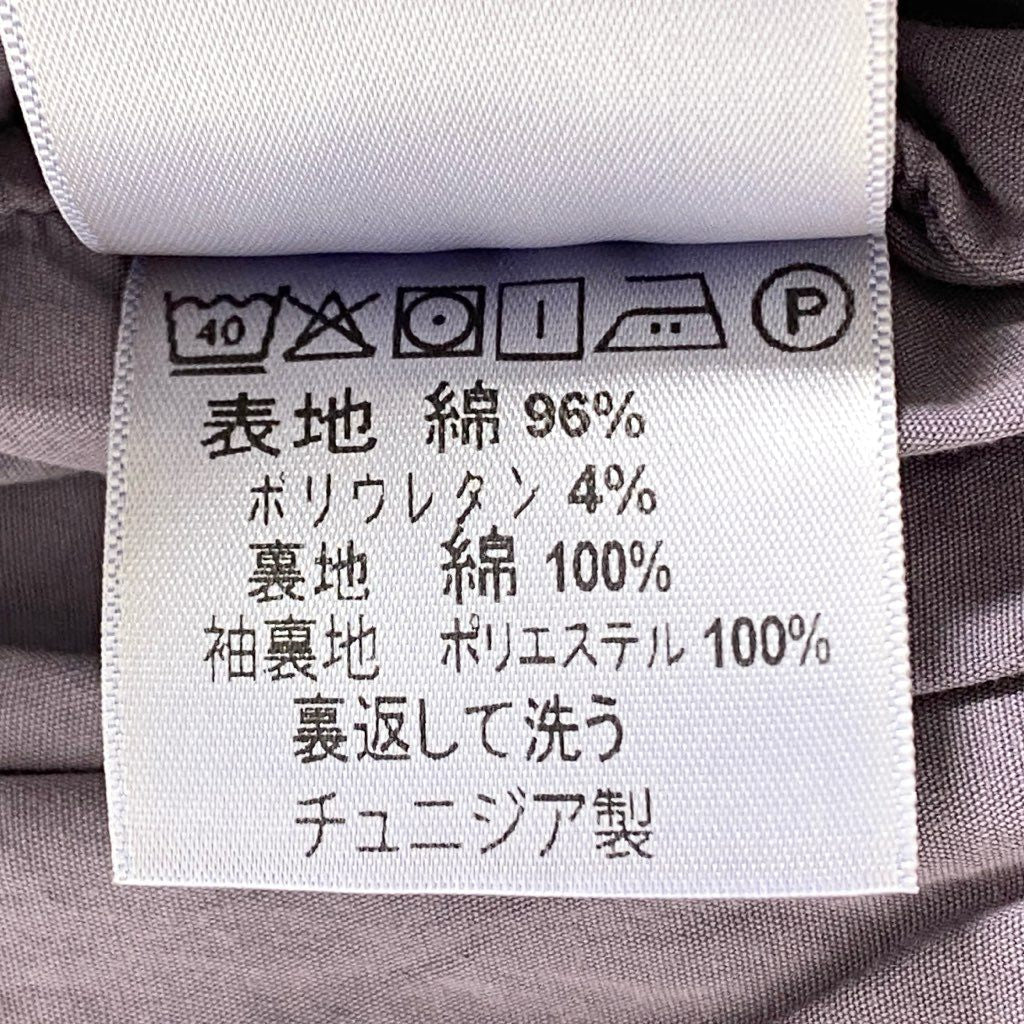 40 P
表地 綿 96%
ポリウレタン 4%
裏地 綿 100%
袖裏地 ポリエステル 100%
裏返して洗う
チュニジア製